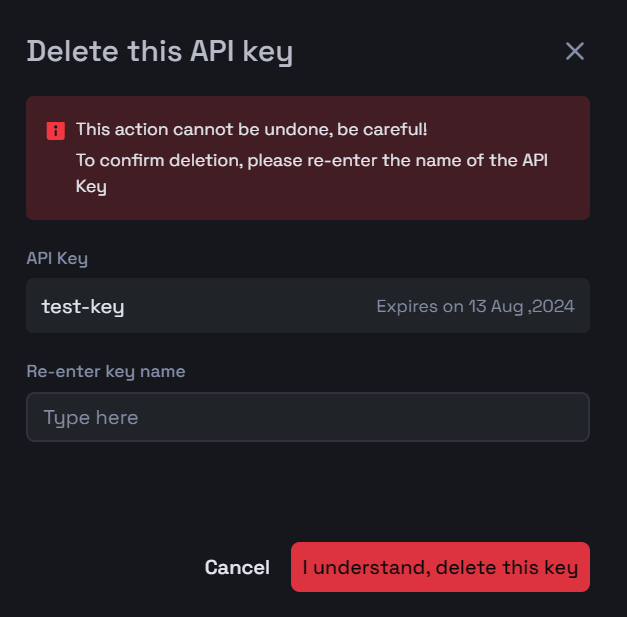 Delete this API key
This action cannot be undone, be careful!
To confirm deletion, please re-enter the name of the API
Key
API Key
test-key Expires on 13 Aug ,2024
Re-enter key name
Type here
Cancel I understand, delete this key